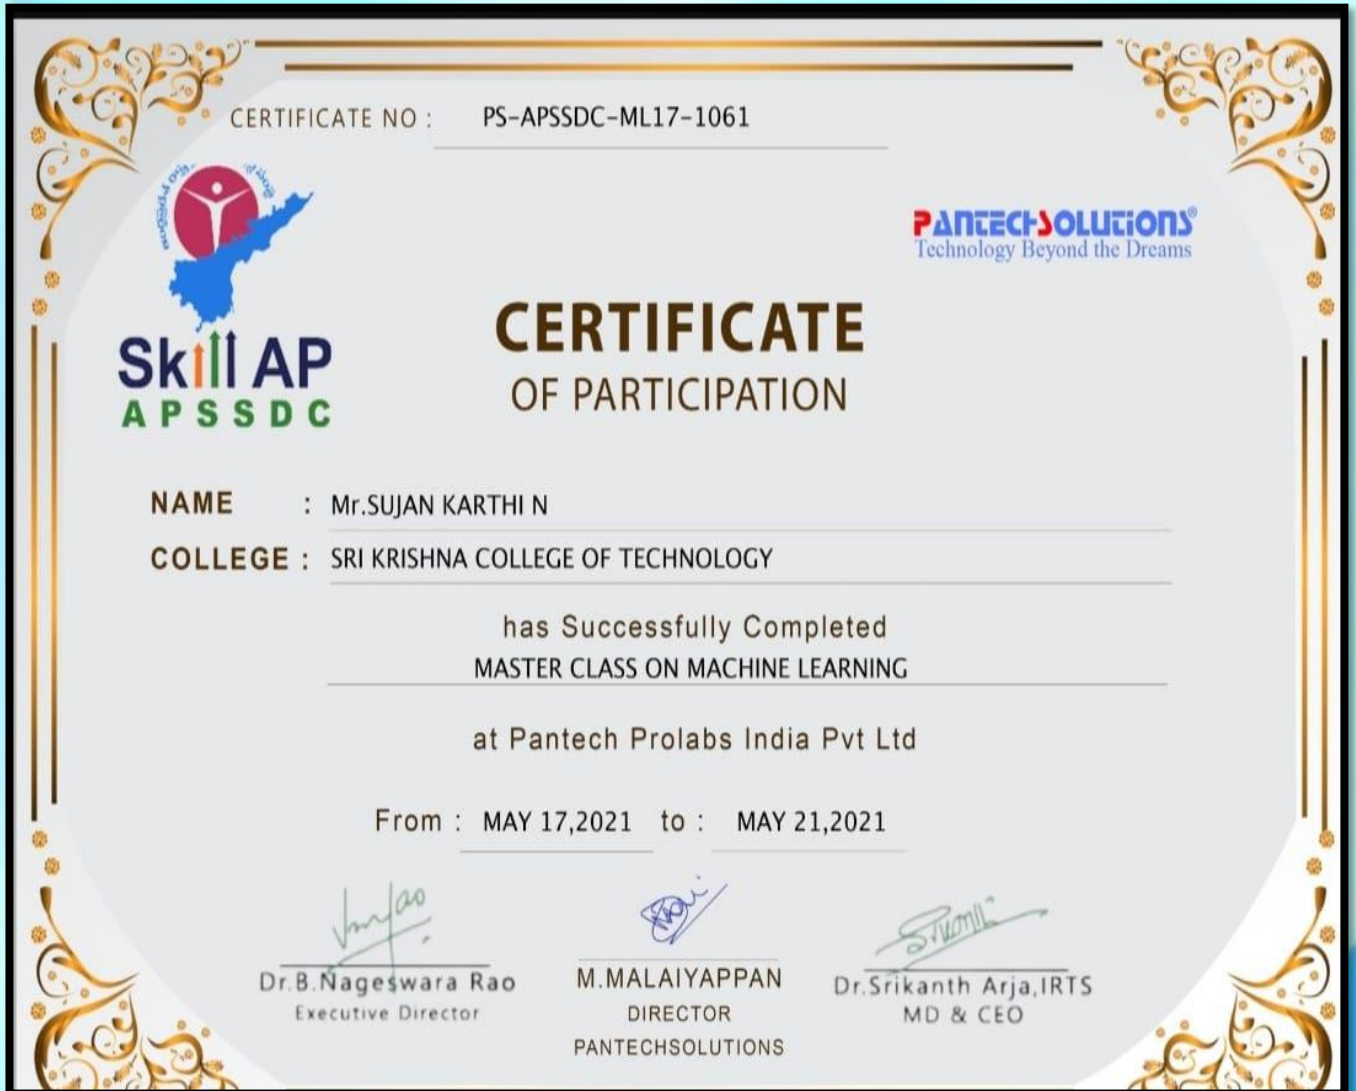 CERTIFICATE NO : PS-APSSDC-ML17-1061
PANTECHSOLUTIONS®
Technology Beyond the Dreams
Skill AP
APSSDC
CERTIFICATE
OF PARTICIPATION
NAME : Mr.SUJAN KARTHI N
COLLEGE : SRI KRISHNA COLLEGE OF TECHNOLOGY
has Successfully Completed
MASTER CLASS ON MACHINE LEARNING
at Pantech Prolabs India Pvt Ltd
From : MAY 17,2021 to : MAY 21,2021
Dr.B.Nageswara Rao
Executive Director
M.MALAIYAPPAN
DIRECTOR
PANTECHSOLUTIONS
Dr.Srikanth Arja,IRTS
MD & CEO